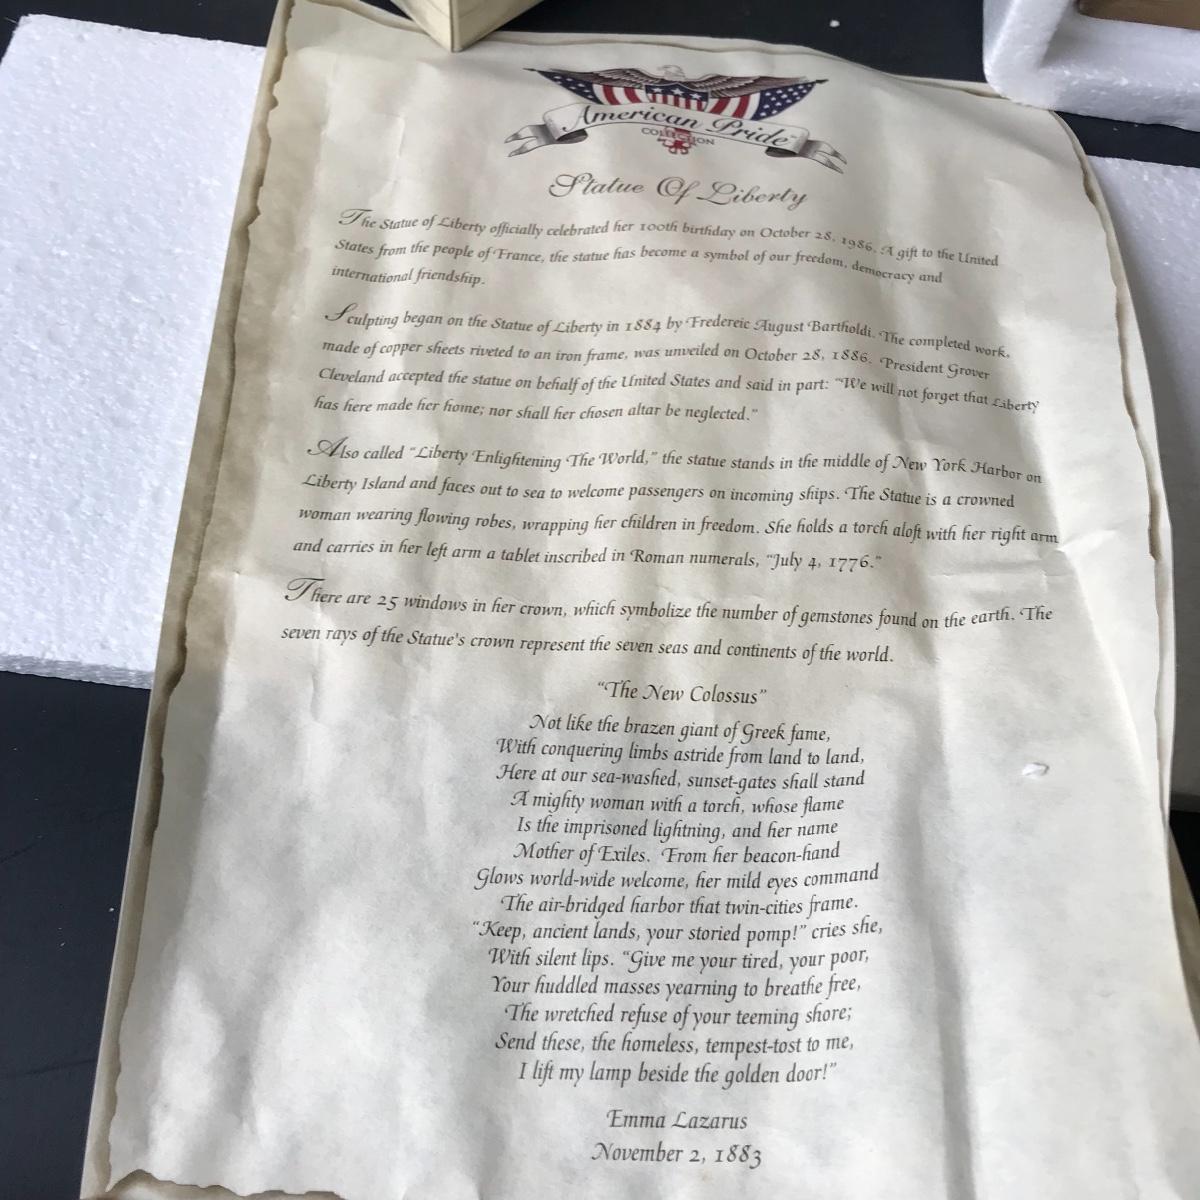 American Pride™
COLLECTION
Statue Of Liberty
The Statue of Liberty officially celebrated her 100th birthday on October 28, 1986. A gift to the United
States from the people of France, the statue has become a symbol of our freedom, democracy and
international friendship.
Sculpting began on the Statue of Liberty in 1884 by Fredereic August Bartholdi. The completed work,
made of copper sheets riveted to an iron frame, was unveiled on October 28, 1886. President Grover
Cleveland accepted the statue on behalf of the United States and said in part: "We will not forget that Liberty
has here made her home; nor shall her chosen altar be neglected."
Also called "Liberty Enlightening The World," the statue stands in the middle of New York Harbor on
Liberty Island and faces out to sea to welcome passengers on incoming ships. The Statue is a crowned
woman wearing flowing robes, wrapping her children in freedom. She holds a torch aloft with her right arm
and carries in her left arm a tablet inscribed in Roman numerals, "July 4, 1776."
There are 25 windows in her crown, which symbolize the number of gemstones found on the earth. The
seven rays of the Statue's crown represent the seven seas and continents of the world.
"The New Colossus"
Not like the brazen giant of Greek fame,
With conquering limbs astride from land to land,
Here at our sea-washed, sunset-gates shall stand
A mighty woman with a torch, whose flame
Is the imprisoned lightning, and her name
Mother of Exiles. From her beacon-hand
Glows world-wide welcome, her mild eyes command
The air-bridged harbor that twin-cities frame.
"Keep, ancient lands, your storied pomp!" cries she,
With silent lips. "Give me your tired, your poor,
Your huddled masses yearning to breathe free,
The wretched refuse of your teeming shore;
Send these, the homeless, tempest-tost to me,
I lift my lamp beside the golden door!"
Emma Lazarus
November 2, 1883